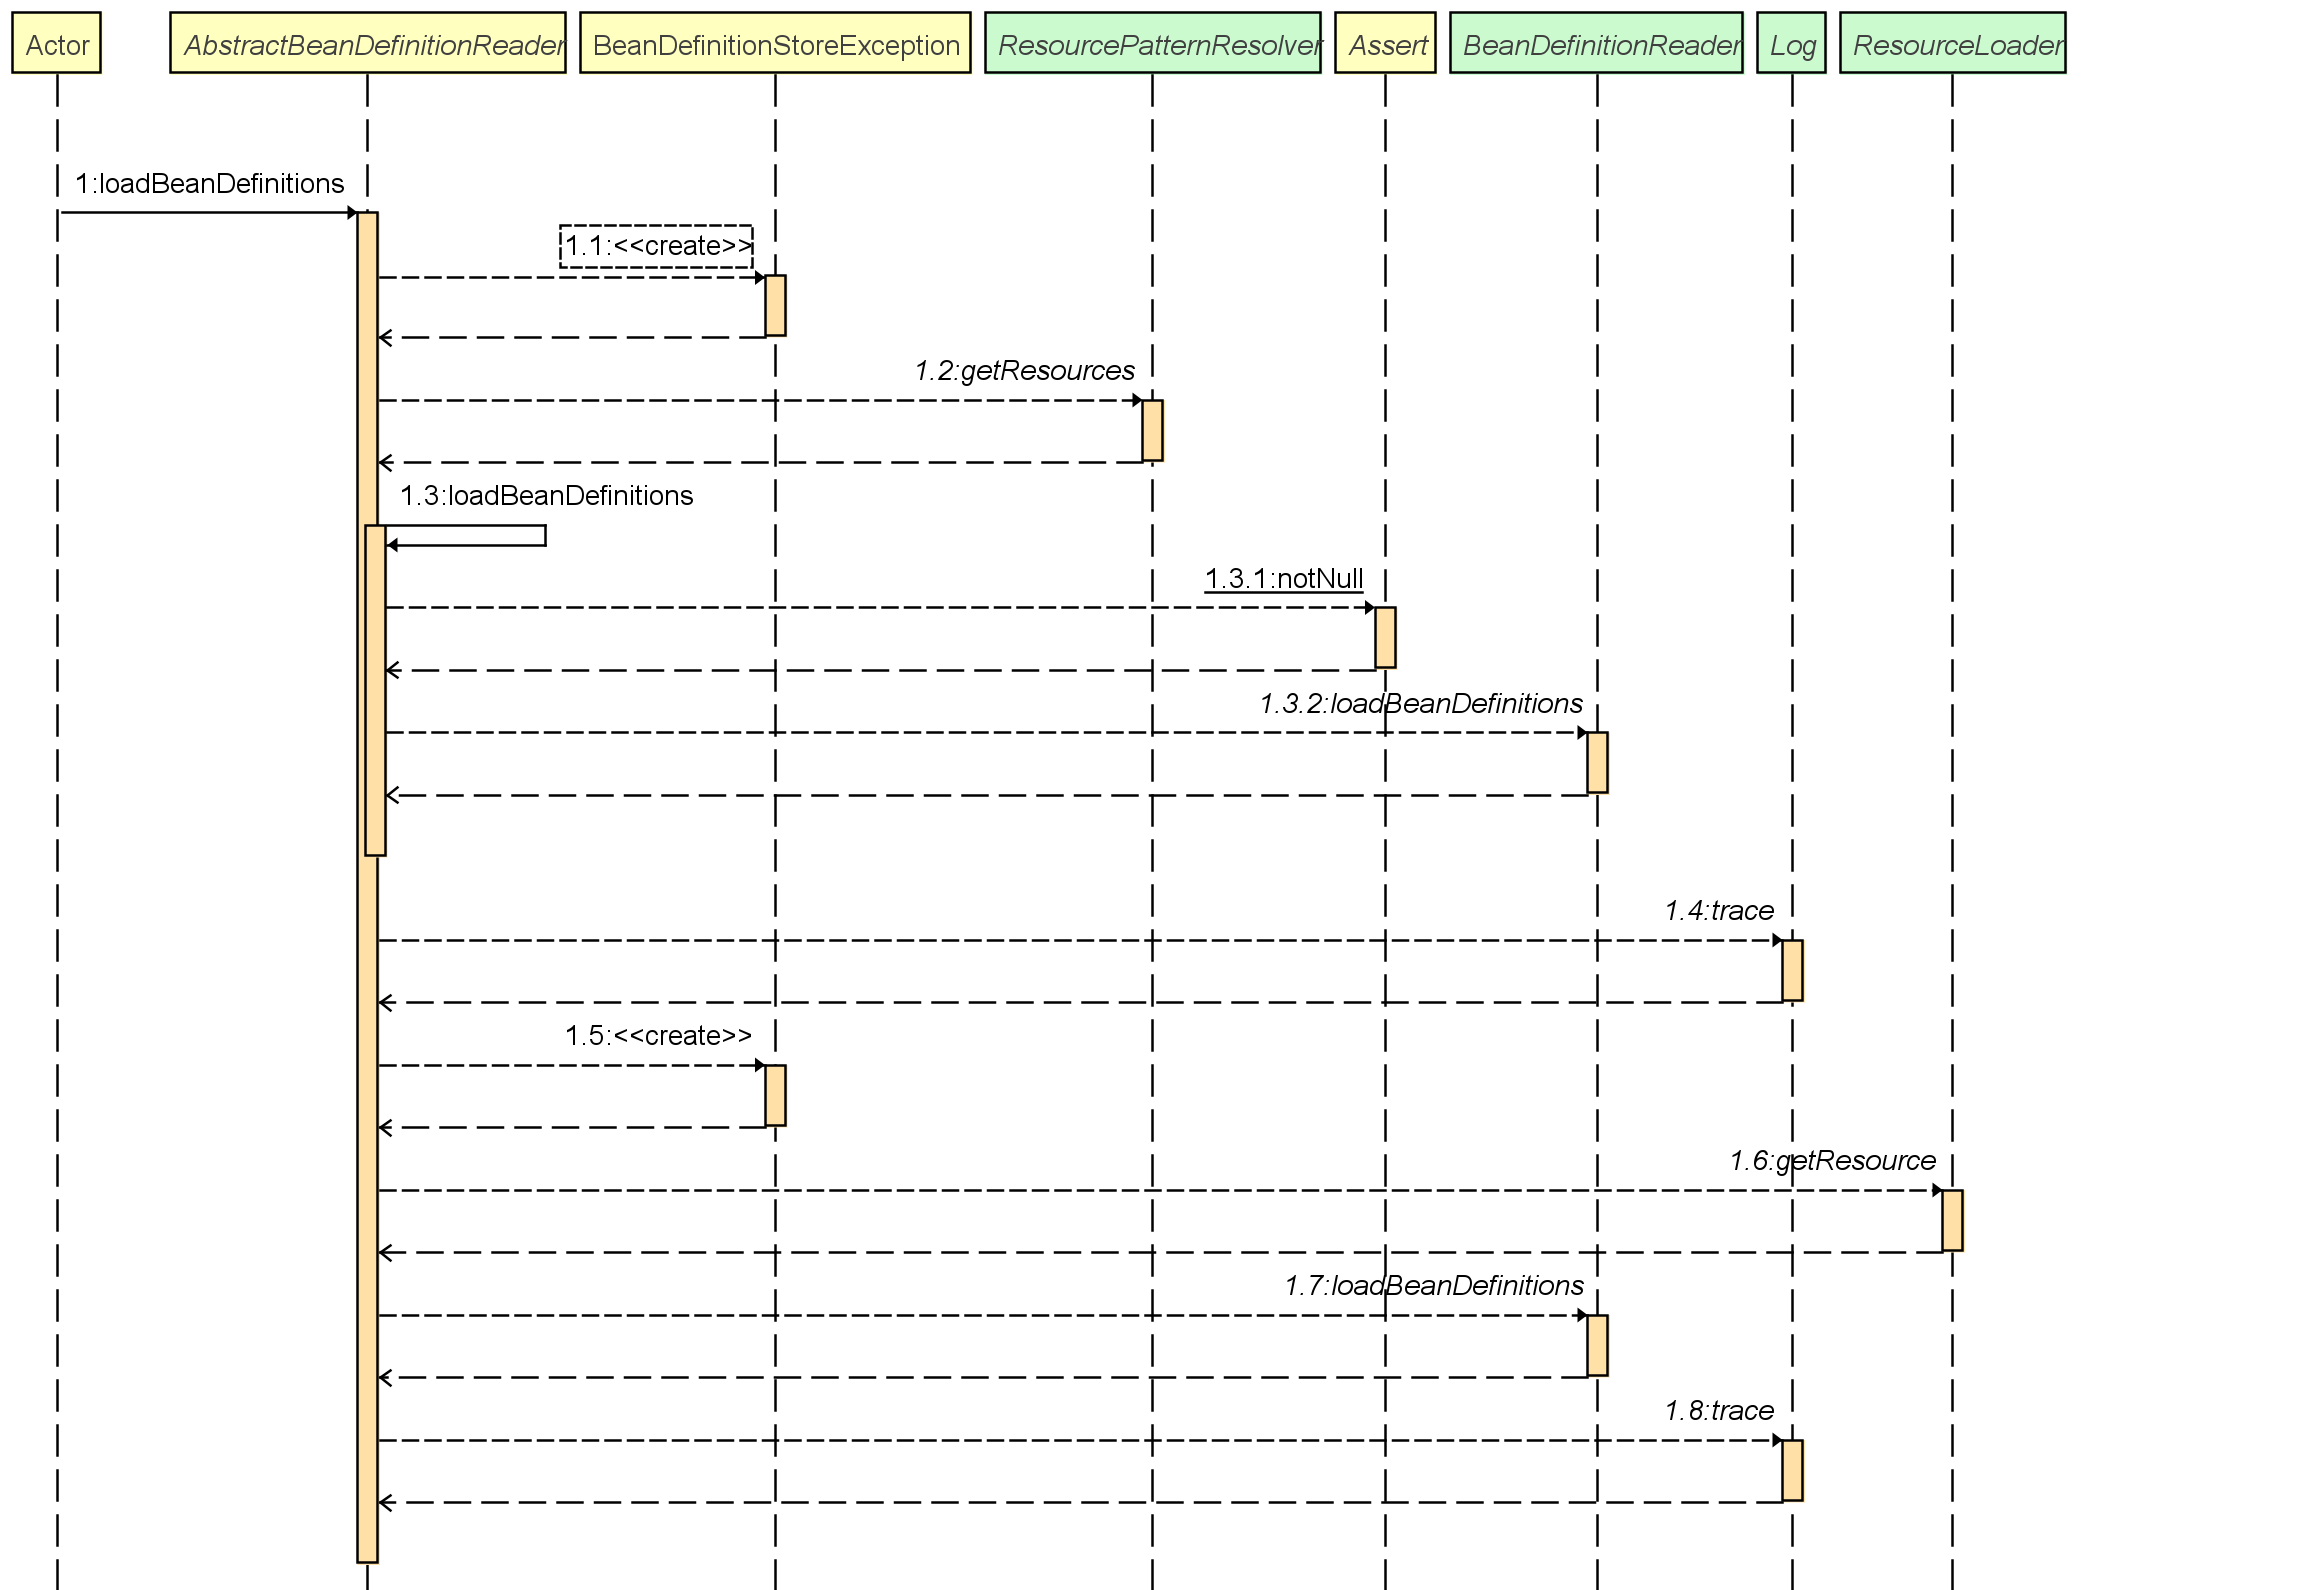 Actor
AbstractBeanDefinitionReader
BeanDefinitionStoreException
ResourcePatternResolver
Assert
BeanDefinitionReader
Log
ResourceLoader
1:loadBeanDefinitions
1.1:<<create>>
1.2:getResources
1.3:loadBeanDefinitions
1.3.1:notNull
1.3.2:loadBeanDefinitions
1.4:trace
1.5:<<create>>
1.6:getResource
1.7:loadBeanDefinitions
1.8:trace